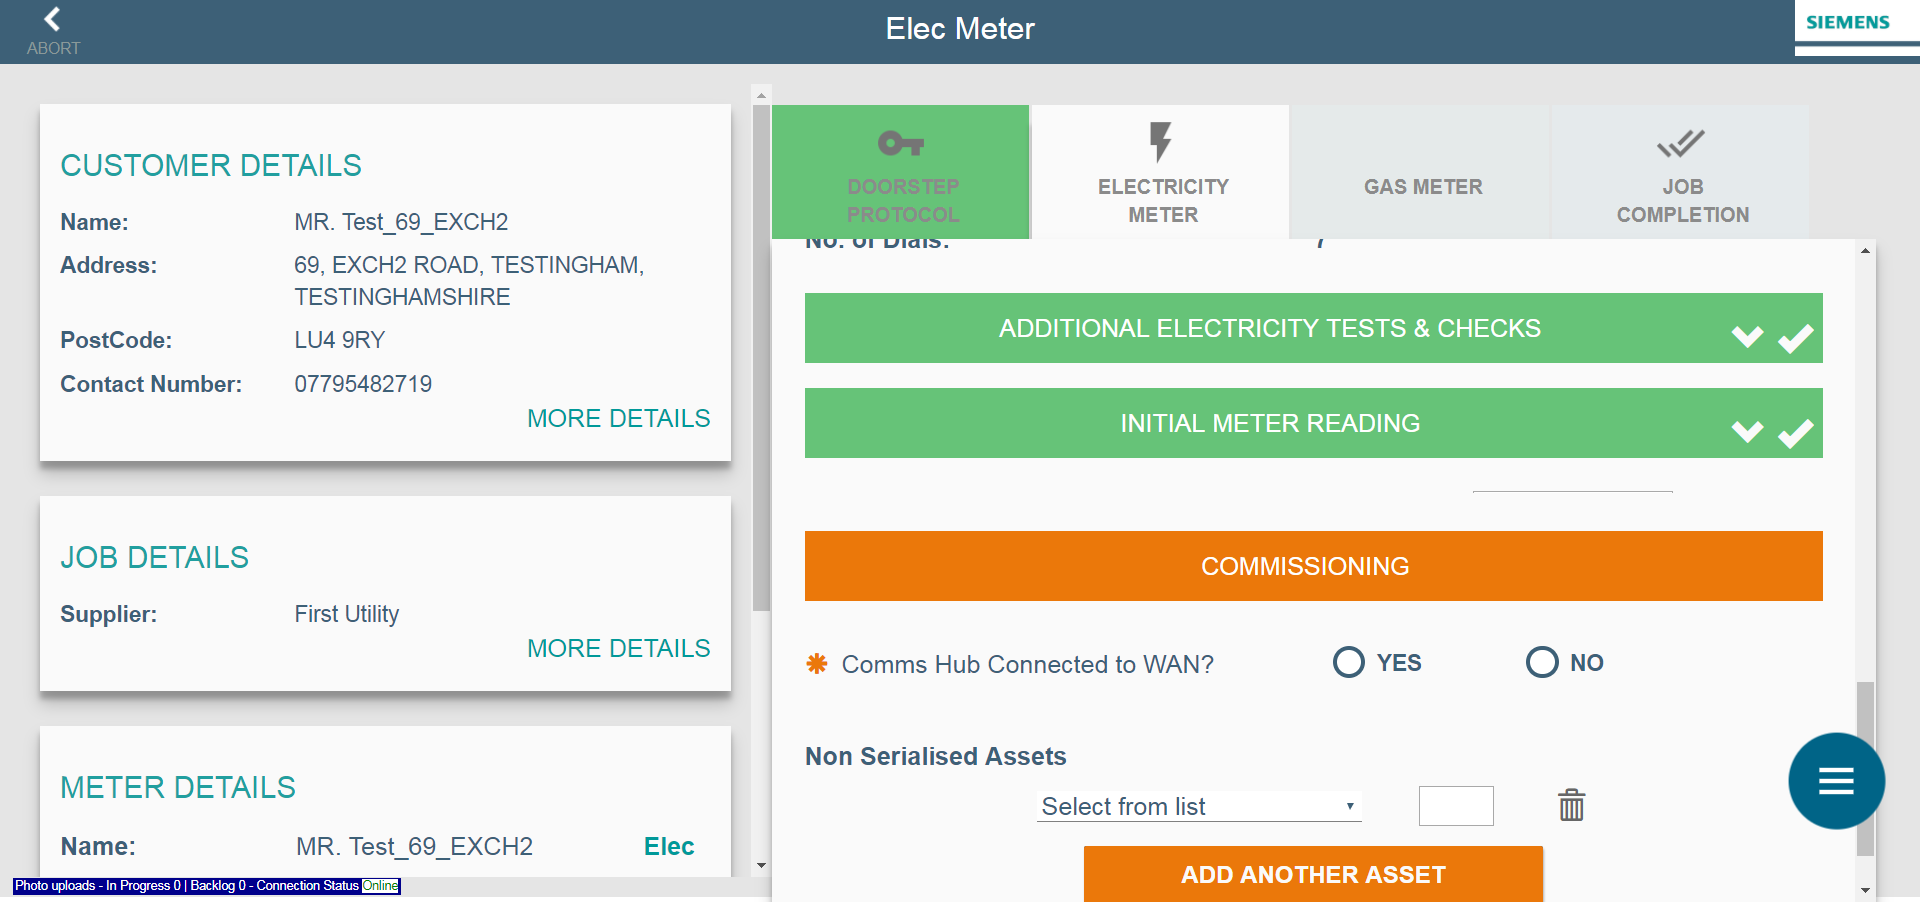 ABORT
Elec Meter
SIEMENS
CUSTOMER DETAILS
Name: MR. Test_69_EXCH2
Address: 69, EXCH2 ROAD, TESTINGHAM,
TESTINGHAMSHIRE
PostCode: LU4 9RY
Contact Number: 07795482719
MORE DETAILS
JOB DETAILS
Supplier: First Utility
MORE DETAILS
METER DETAILS
Name: MR. Test_69_EXCH2 Elec
Photo uploads - In Progress 0 | Backlog 0 - Connection Status Online
DOORSTEP
PROTOCOL
ELECTRICITY
METER
GAS METER
JOB
COMPLETION
No. of Dials: 7
ADDITIONAL ELECTRICITY TESTS & CHECKS
INITIAL METER READING
COMMISSIONING
Comms Hub Connected to WAN? YES NO
Non Serialised Assets
Select from list
ADD ANOTHER ASSET